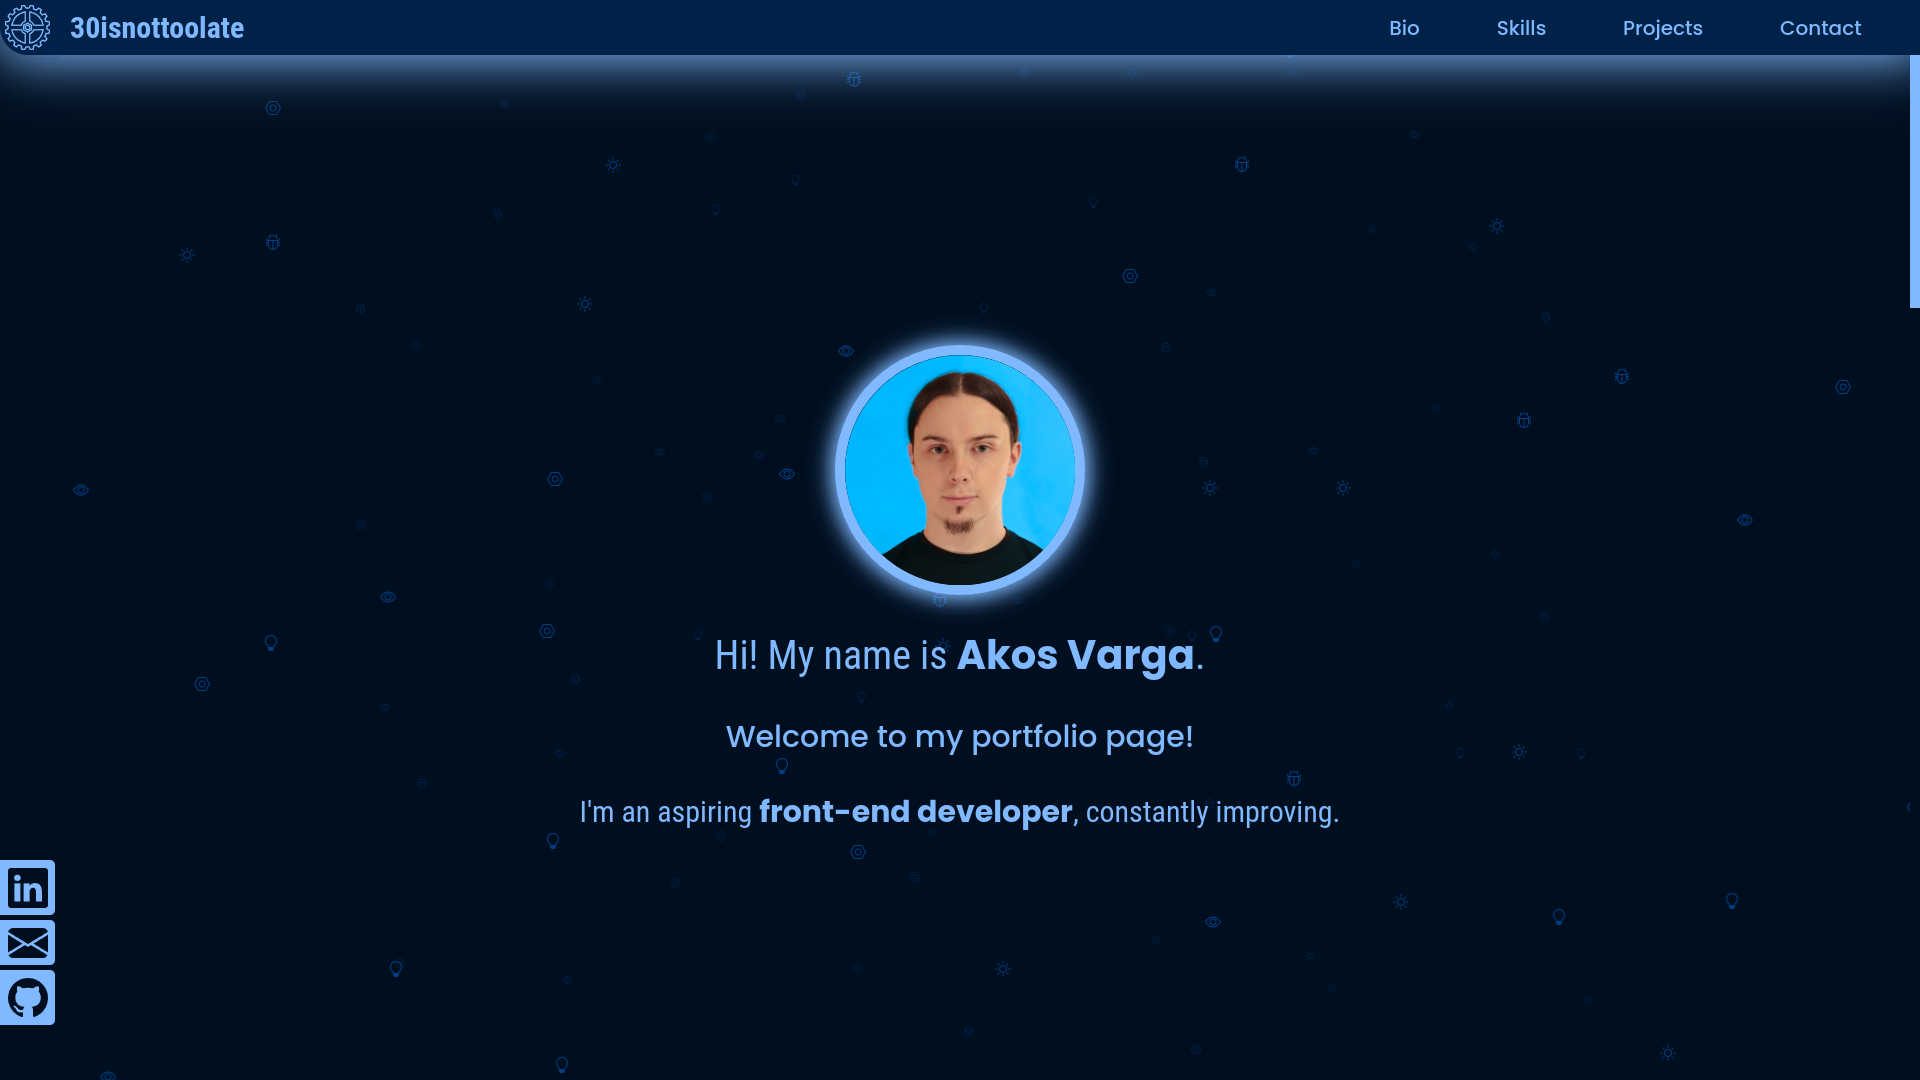 30isnottoolate
Bio
Skills
Projects
Contact
Hi! My name is Akos Varga.
Welcome to my portfolio page!
I'm an aspiring front-end developer, constantly improving.
in